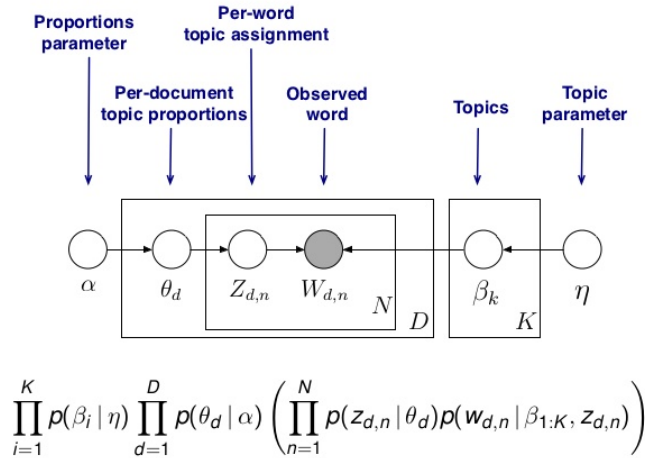 Proportions
parameter
Per-word
topic assignment
Per-document
topic proportions
Observed
word
Topics
Topic
parameter
α
θ_d
Z_{d,n}
W_{d,n}
N
D
β_k
K
η
∏_{i=1}^{K} p(β_i | η) ∏_{d=1}^{D} p(θ_d | α) ( ∏_{n=1}^{N} p(z_{d,n} | θ_d) p(w_{d,n} | β_{1:K}, z_{d,n}) )